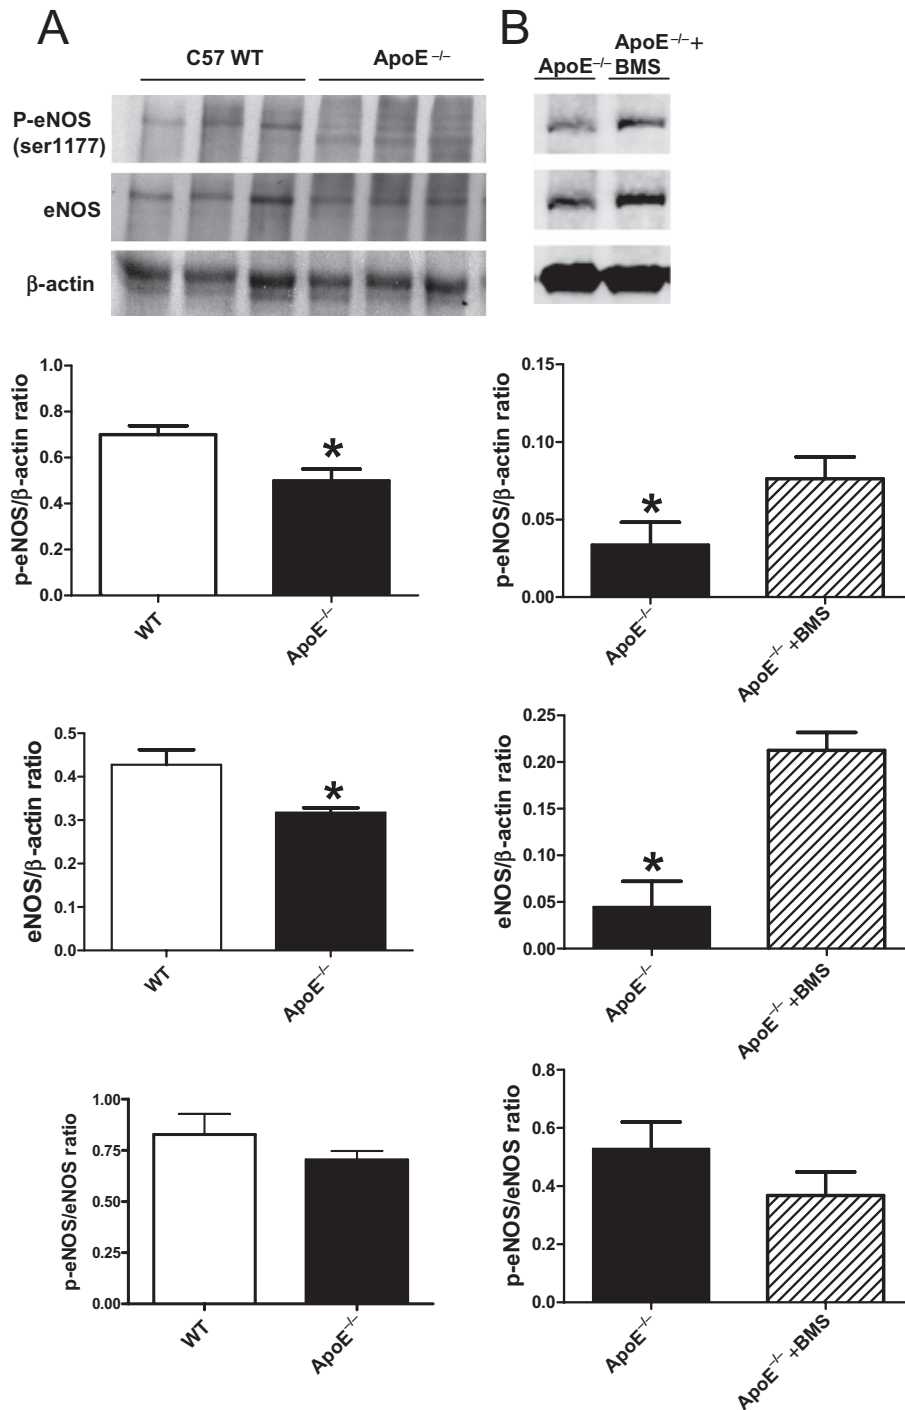 A
B
C57 WT
ApoE –/–
ApoE–/–
ApoE–/–+
BMS
P-eNOS
(ser1177)
eNOS
β-actin
p-eNOS/β-actin ratio
1.0
0.8
0.6
0.4
0.2
0.0
*
WT
ApoE–/–
p-eNOS/β-actin ratio
0.15
0.10
0.05
0.00
*
ApoE–/–
ApoE–/– +BMS
eNOS/β-actin ratio
0.5
0.4
0.3
0.2
0.1
0.0
*
WT
ApoE–/–
eNOS/β-actin ratio
0.25
0.20
0.15
0.10
0.05
0.00
*
ApoE–/–
ApoE–/– +BMS
p-eNOS/eNOS ratio
1.00
0.75
0.50
0.25
0.00
WT
ApoE–/–
p-eNOS/eNOS ratio
0.8
0.6
0.4
0.2
0.0
ApoE–/–
ApoE–/– +BMS